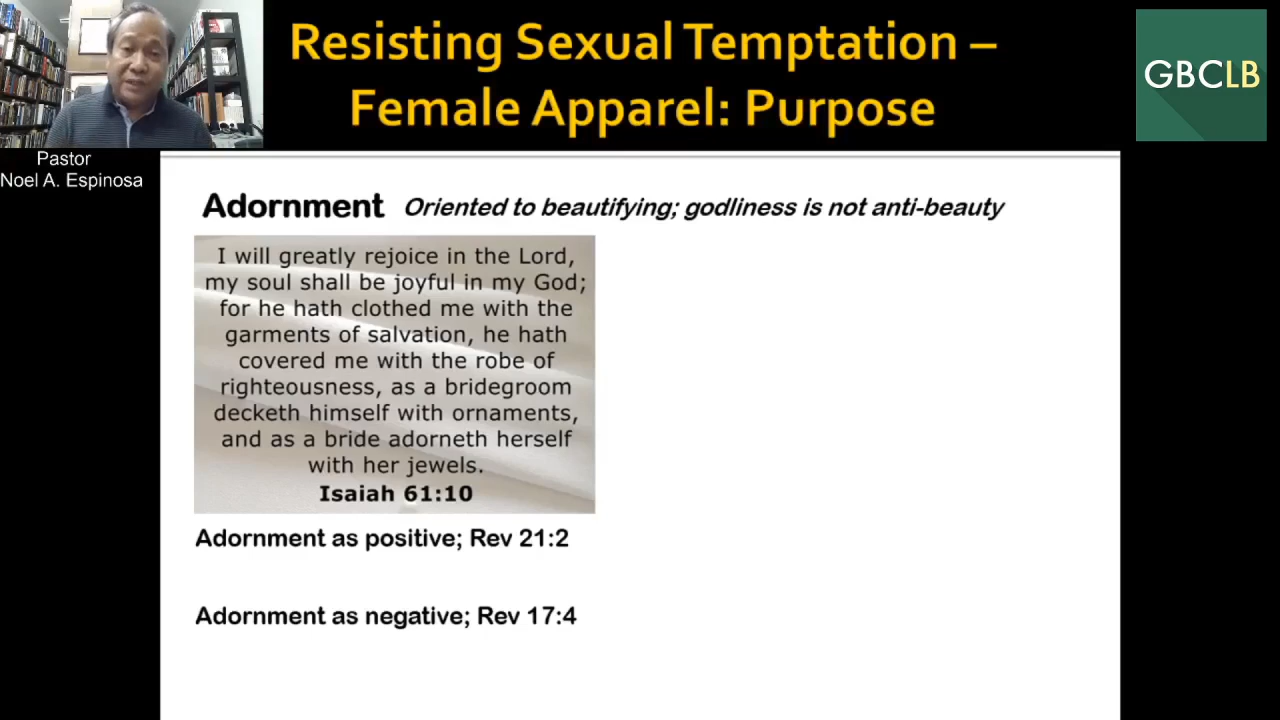 Resisting Sexual Temptation –
Female Apparel: Purpose
GBCLB
Pastor
Noel A. Espinosa
Adornment Oriented to beautifying; godliness is not anti-beauty
I will greatly rejoice in the Lord,
my soul shall be joyful in my God;
for he hath clothed me with the
garments of salvation, he hath
covered me with the robe of
righteousness, as a bridegroom
decketh himself with ornaments,
and as a bride adorneth herself
with her jewels.
Isaiah 61:10
Adornment as positive; Rev 21:2
Adornment as negative; Rev 17:4